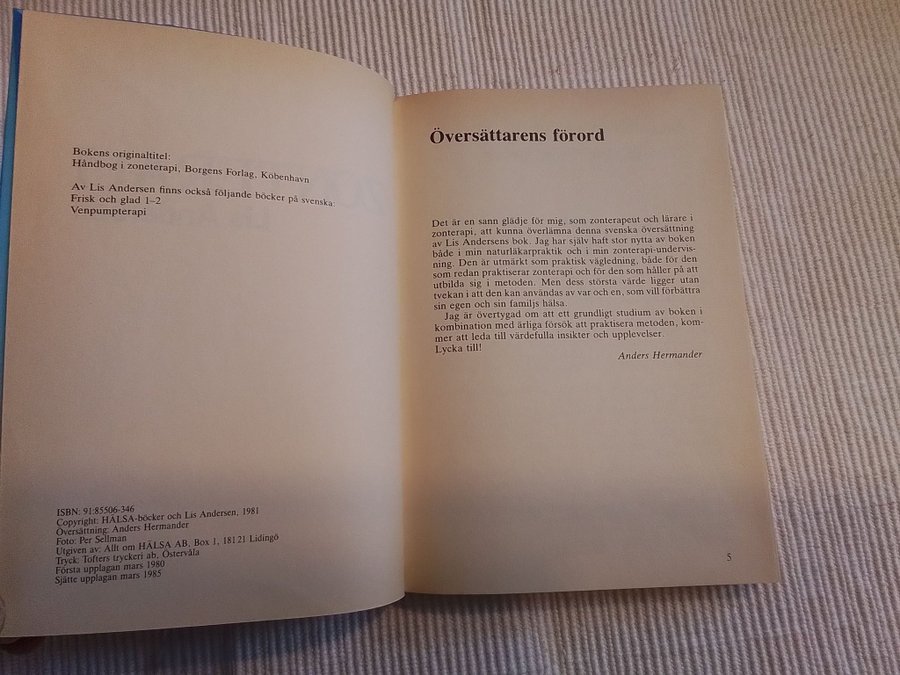 Bokens originaltitel:
Håndbog i zoneterapi, Borgens Forlag, Köbenhavn
Av Lis Andersen finns också följande böcker på svenska:
Frisk och glad 1–2
Venpumpterapi
ISBN: 91:85506-346
Copyright: HÄLSA-böcker och Lis Andersen, 1981
Översättning: Anders Hermander
Foto: Per Sellman
Utgiven av: Allt om HÄLSA AB, Box 1, 181 21 Lidingö
Tryck: Tofters tryckeri ab, Östervåla
Första upplagan mars 1980
Sjätte upplagan mars 1985
Översättarens förord
Det är en sann glädje för mig, som zonterapeut och lärare i
zonterapi, att kunna överlämna denna svenska översättning
av Lis Andersens bok. Jag har själv haft stor nytta av boken
både i min naturläkarpraktik och i min zonterapi-undervis-
ning. Den är utmärkt som praktisk vägledning, både för den
som redan praktiserar zonterapi och för den som håller på att
utbilda sig i metoden. Men dess största värde ligger utan
tvekan i att den kan användas av var och en, som vill förbättra
sin egen och sin familjs hälsa.
Jag är övertygad om att ett grundligt studium av boken i
kombination med ärliga försök att praktisera metoden, kom-
mer att leda till värdefulla insikter och upplevelser.
Lycka till!
Anders Hermander
5